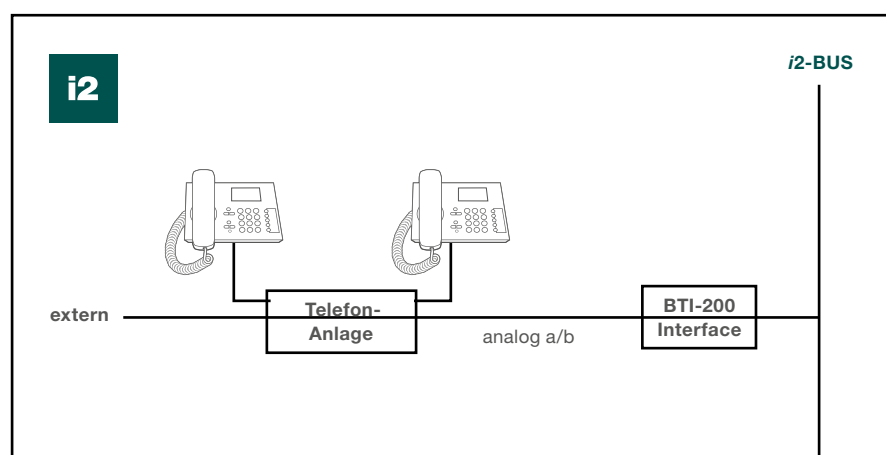 i2-BUS
i2
extern
Telefon-
Anlage
analog a/b
BTI-200
Interface